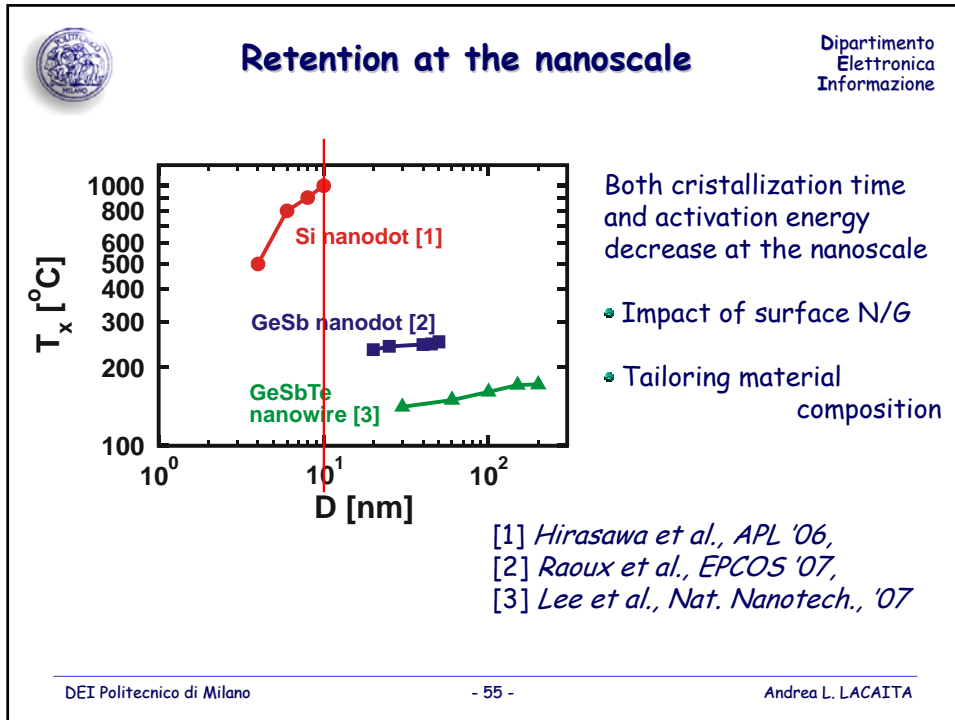 Retention at the nanoscale
Dipartimento
Elettronica
Informazione
POLITECNICO
MILANO
1000
800
600
500
400
300
200
100
T_x [°C]
Si nanodot [1]
GeSb nanodot [2]
GeSbTe
nanowire [3]
10^0
10^1
10^2
D [nm]
Both cristallization time
and activation energy
decrease at the nanoscale
Impact of surface N/G
Tailoring material
composition
[1] Hirasawa et al., APL '06,
[2] Raoux et al., EPCOS '07,
[3] Lee et al., Nat. Nanotech., '07
DEI Politecnico di Milano
- 55 -
Andrea L. LACAITA